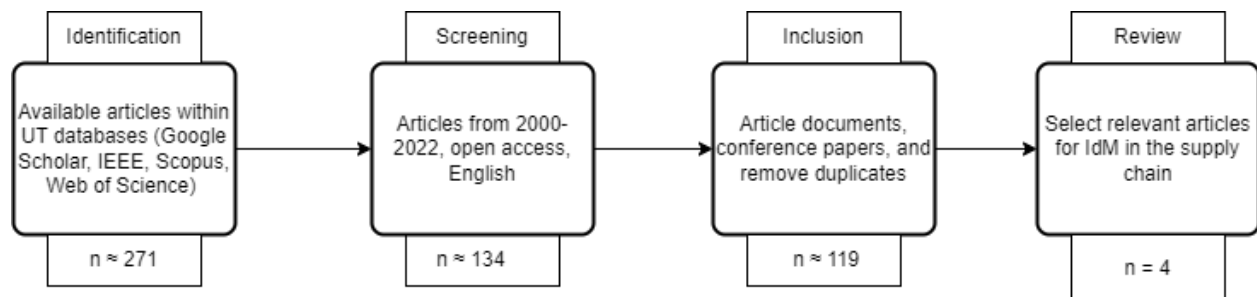 Identification
Available articles within
UT databases (Google
Scholar, IEEE, Scopus,
Web of Science)
n ≈ 271
Screening
Articles from 2000-
2022, open access,
English
n ≈ 134
Inclusion
Article documents,
conference papers, and
remove duplicates
n ≈ 119
Review
Select relevant articles
for IdM in the supply
chain
n = 4